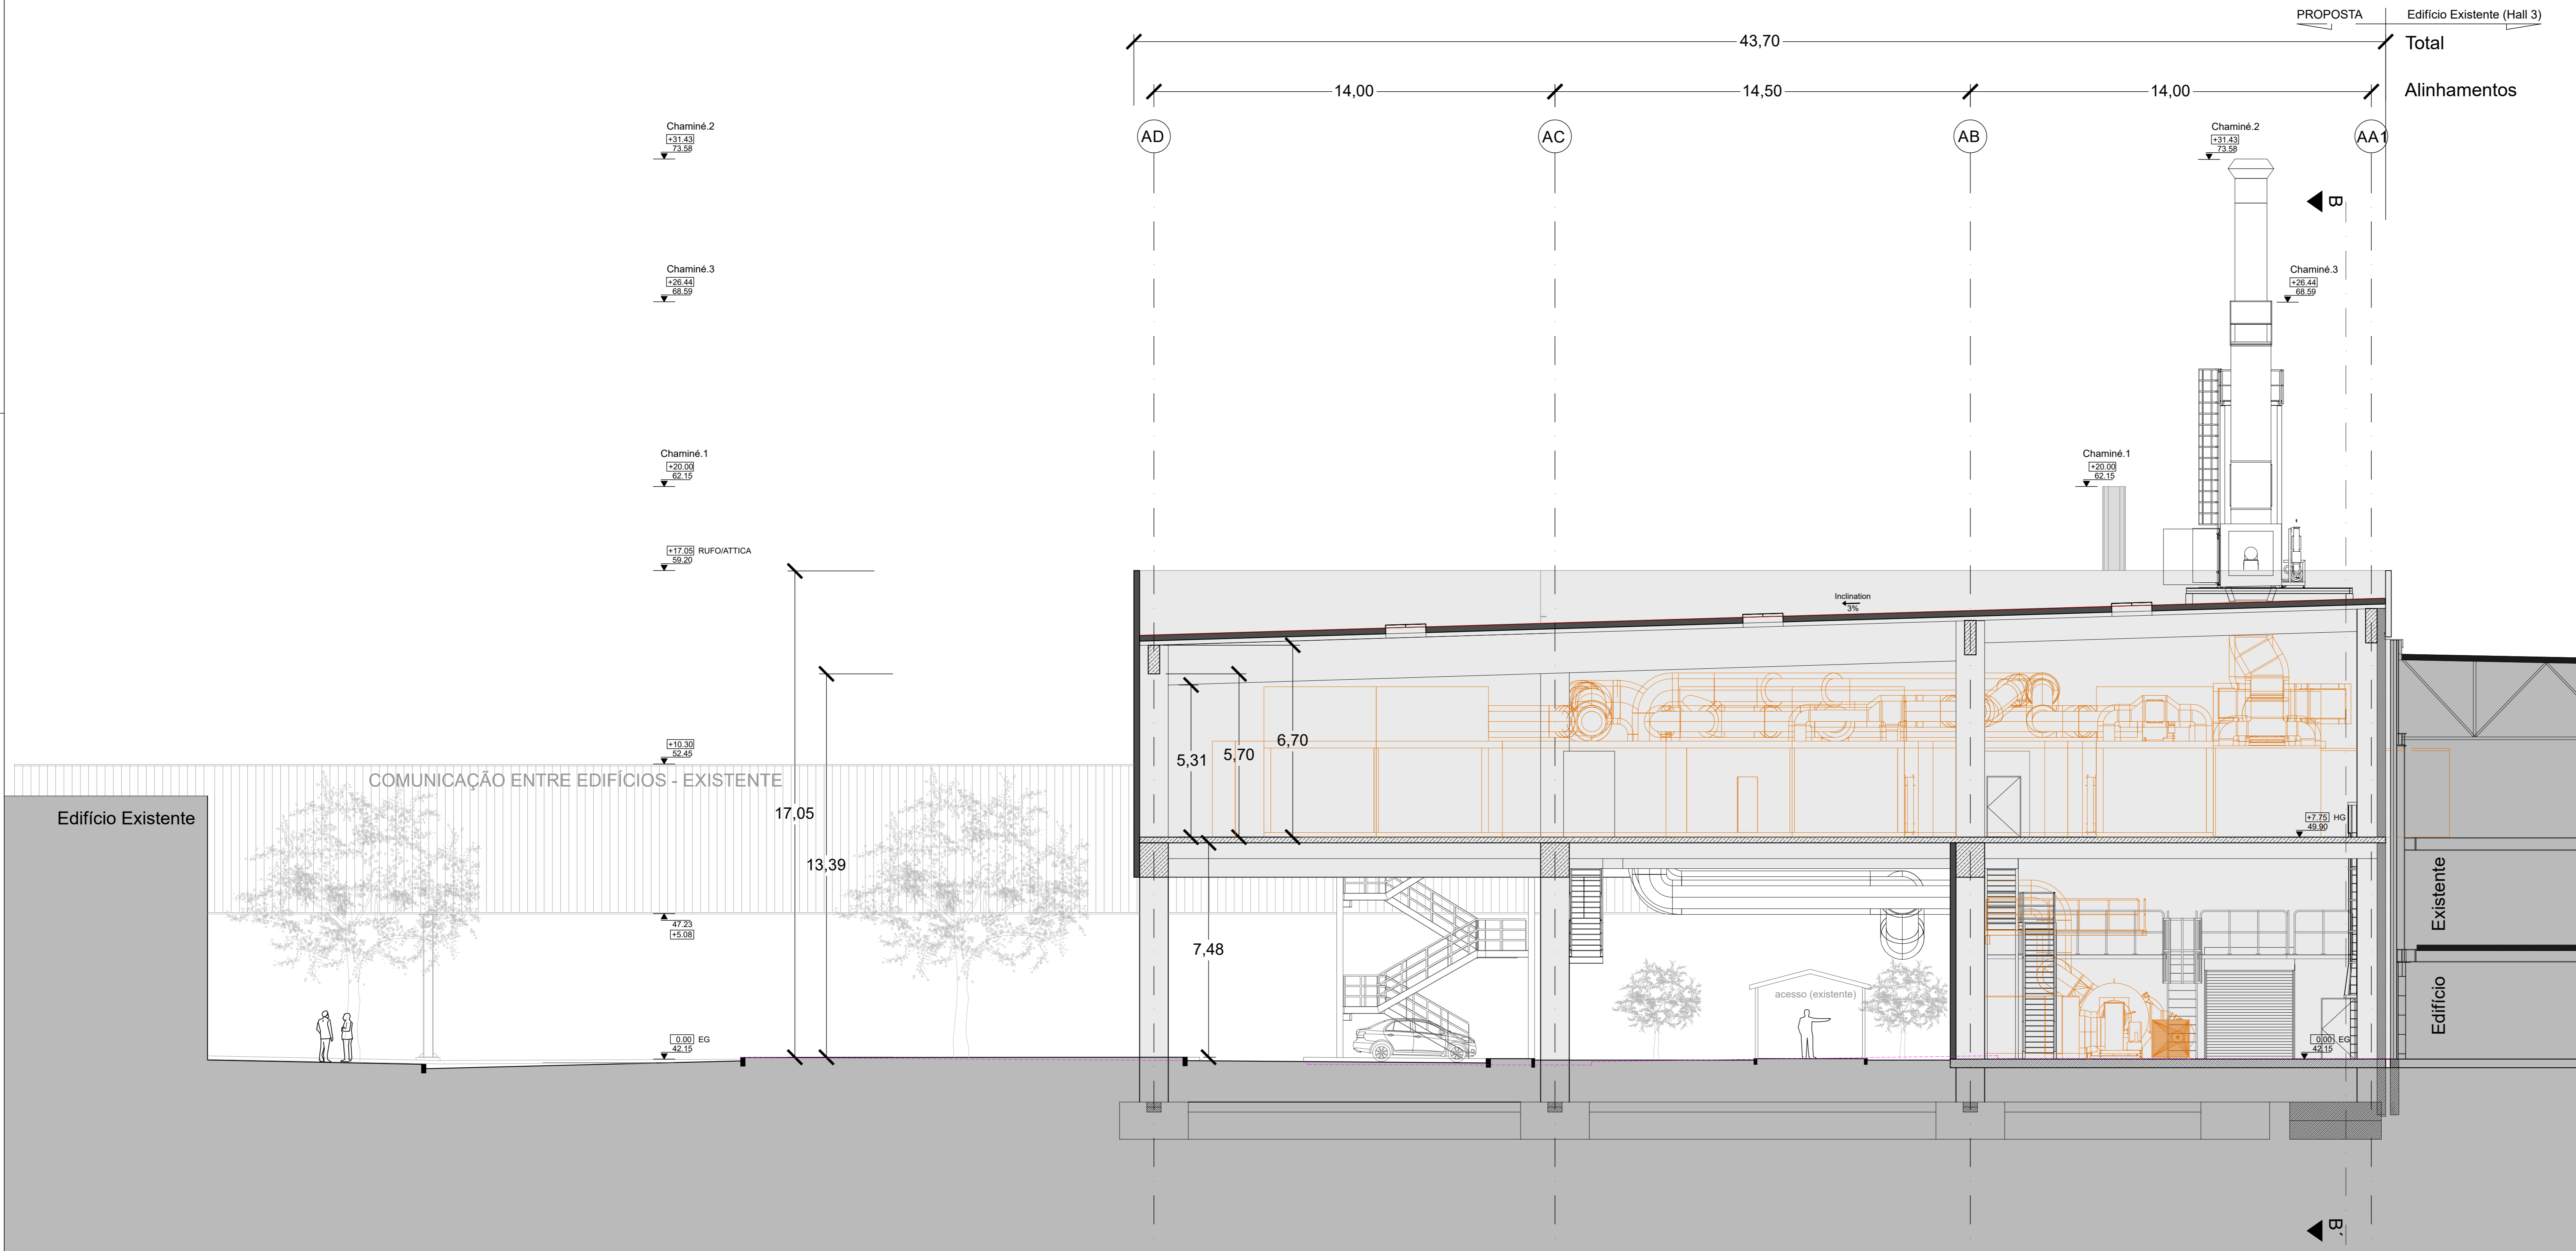 PROPOSTA
Edifício Existente (Hall 3)
43,70
Total
14,00
14,50
14,00
Alinhamentos
AD
AC
AB
AA1
Chaminé.2
+31.43
73.58
Chaminé.2
+31.43
73.58
B
Chaminé.3
+26.44
68.59
Chaminé.3
+26.44
68.59
Chaminé.1
+20.00
62.15
Chaminé.1
+20.00
62.15
+17.05 RUFO/ATTICA
59.20
Inclination
3%
+10.30
52.45
5,31
5,70
6,70
COMUNICAÇÃO ENTRE EDIFÍCIOS - EXISTENTE
Edifício Existente
17,05
13,39
+7.75 HG
49.90
47.23
+5.08
7,48
acesso (existente)
Edifício
Existente
0.00 EG
42.15
0.00 EG
42.15
B´